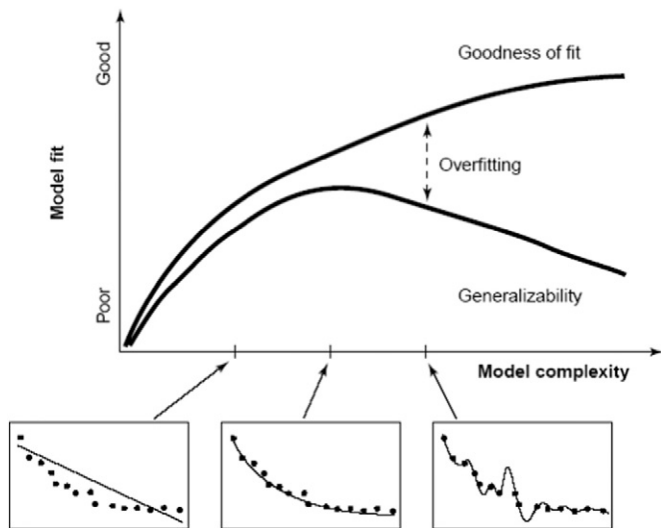 Good
Goodness of fit
Model fit
Overfitting
Poor
Generalizability
Model complexity